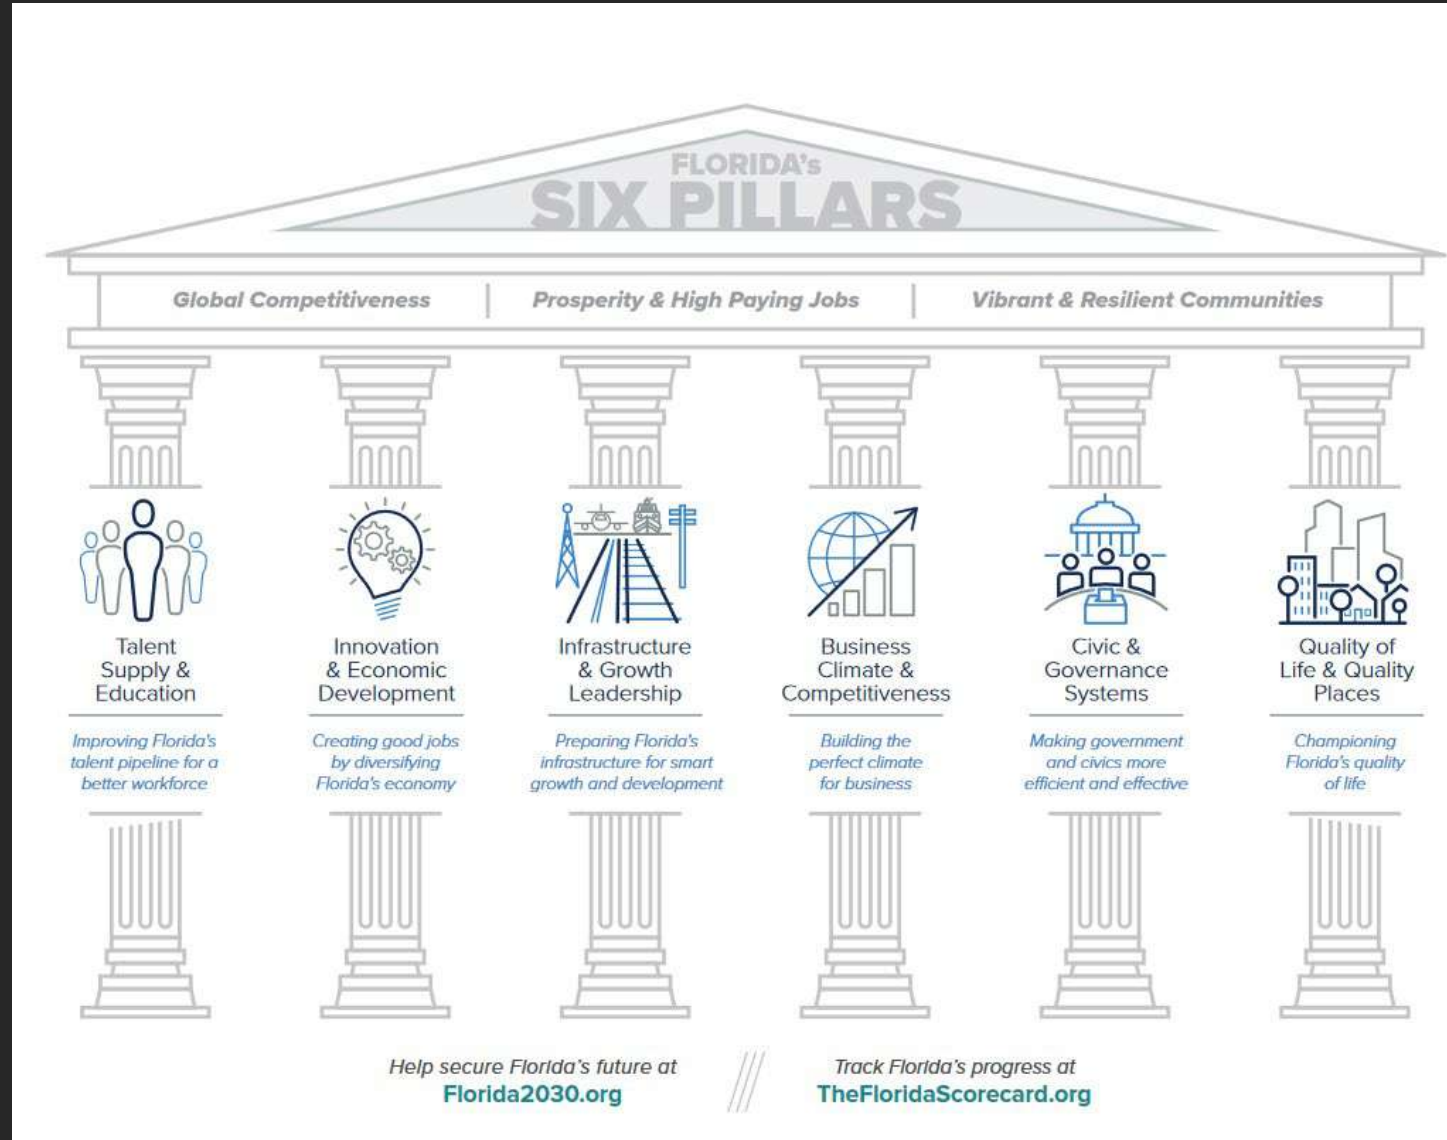 FLORIDA's
SIX PILLARS
Global Competitiveness
Prosperity & High Paying Jobs
Vibrant & Resilient Communities
Talent
Supply &
Education
Improving Florida's
talent pipeline for a
better workforce
Innovation
& Economic
Development
Creating good jobs
by diversifying
Florida's economy
Infrastructure
& Growth
Leadership
Preparing Florida's
infrastructure for smart
growth and development
Business
Climate &
Competitiveness
Building the
perfect climate
for business
Civic &
Governance
Systems
Making government
and civics more
efficient and effective
Quality of
Life & Quality
Places
Championing
Florida's quality
of life
Help secure Florida's future at
Florida2030.org
Track Florida's progress at
TheFloridaScorecard.org